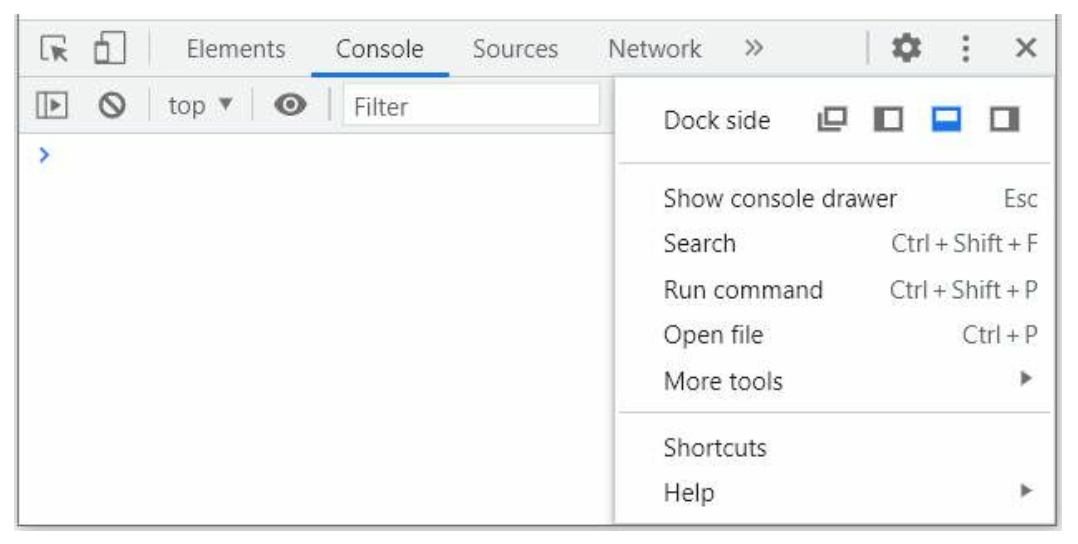 Elements Console Sources Network »
top ▼ Filter
Dock side
Show console drawer Esc
Search Ctrl + Shift + F
Run command Ctrl + Shift + P
Open file Ctrl + P
More tools
Shortcuts
Help